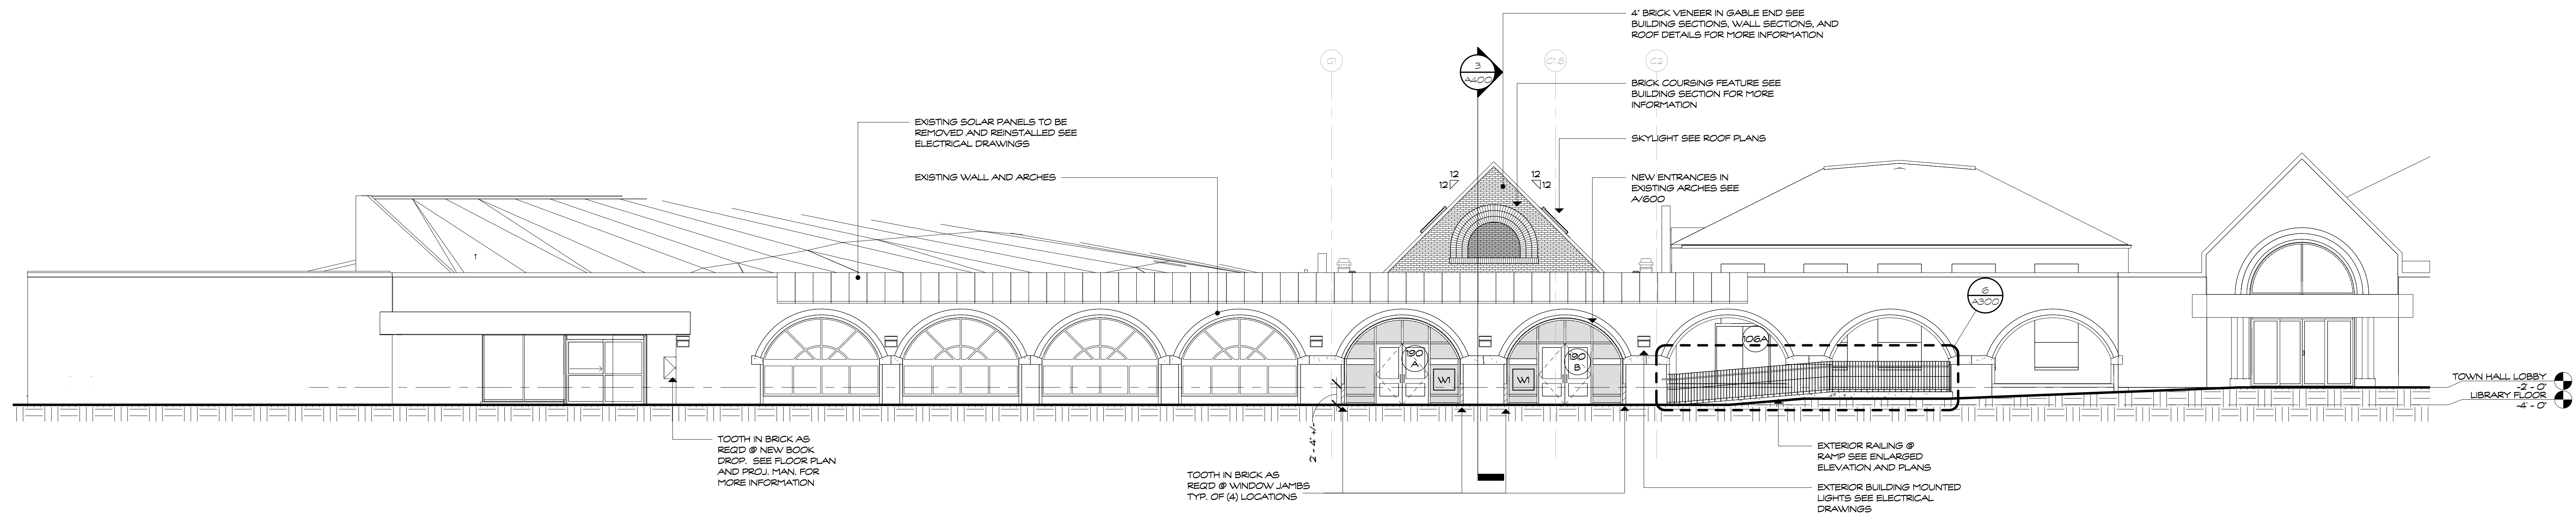 4" BRICK VENEER IN GABLE END SEE
BUILDING SECTIONS, WALL SECTIONS, AND
ROOF DETAILS FOR MORE INFORMATION
C1
3
A400
C1.8
C2
BRICK COURSING FEATURE SEE
BUILDING SECTION FOR MORE
INFORMATION
EXISTING SOLAR PANELS TO BE
REMOVED AND REINSTALLED SEE
ELECTRICAL DRAWINGS
SKYLIGHT SEE ROOF PLANS
EXISTING WALL AND ARCHES
12
12
12
12
NEW ENTRANCES IN
EXISTING ARCHES SEE
A/600
6
A300
106A
190
A
190
B
W1
W1
TOWN HALL LOBBY
-2' - 0"
LIBRARY FLOOR
-4' - 0"
2' - 4" +/-
TOOTH IN BRICK AS
REQ'D @ NEW BOOK
DROP. SEE FLOOR PLAN
AND PROJ. MAN. FOR
MORE INFORMATION
TOOTH IN BRICK AS
REQ'D @ WINDOW JAMBS
TYP. OF (4) LOCATIONS
EXTERIOR RAILING @
RAMP SEE ENLARGED
ELEVATION AND PLANS
EXTERIOR BUILDING MOUNTED
LIGHTS SEE ELECTRICAL
DRAWINGS